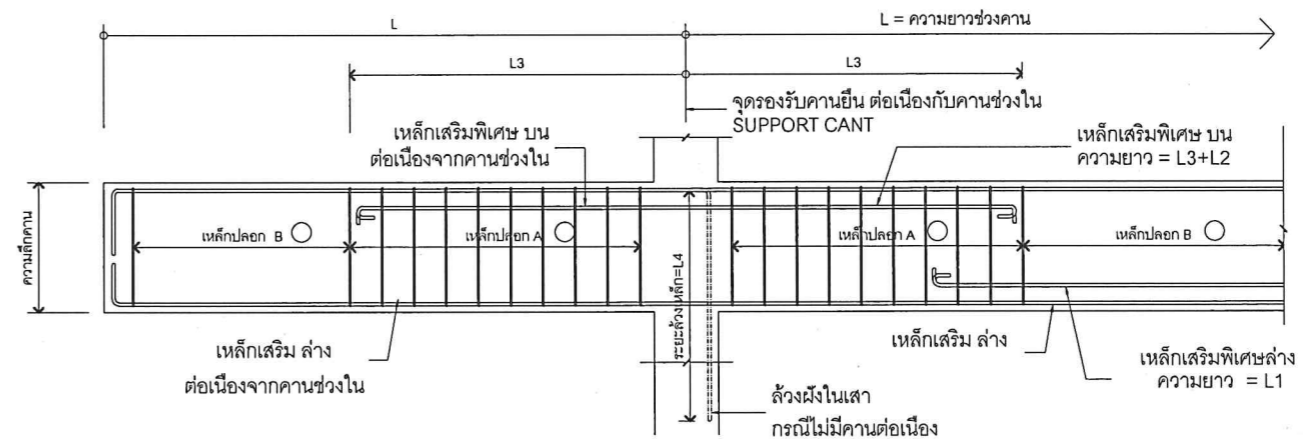 L
L = ความยาวช่วงคาน
L3
L3
จุดรองรับคานยื่น ต่อเนื่องกับคานช่วงใน
SUPPORT CANT
เหล็กเสริมพิเศษ บน
ต่อเนื่องจากคานช่วงใน
เหล็กเสริมพิเศษ บน
ความยาว = L3+L2
ความลึกคาน
เหล็กปลอก B
เหล็กปลอก A
เหล็กปลอก A
เหล็กปลอก B
ระยะล้วงเหล็ก=L4
เหล็กเสริม ล่าง
ต่อเนื่องจากคานช่วงใน
เหล็กเสริม ล่าง
เหล็กเสริมพิเศษล่าง
ความยาว = L1
ล้วงฝังในเสา
กรณีไม่มีคานต่อเนื่อง